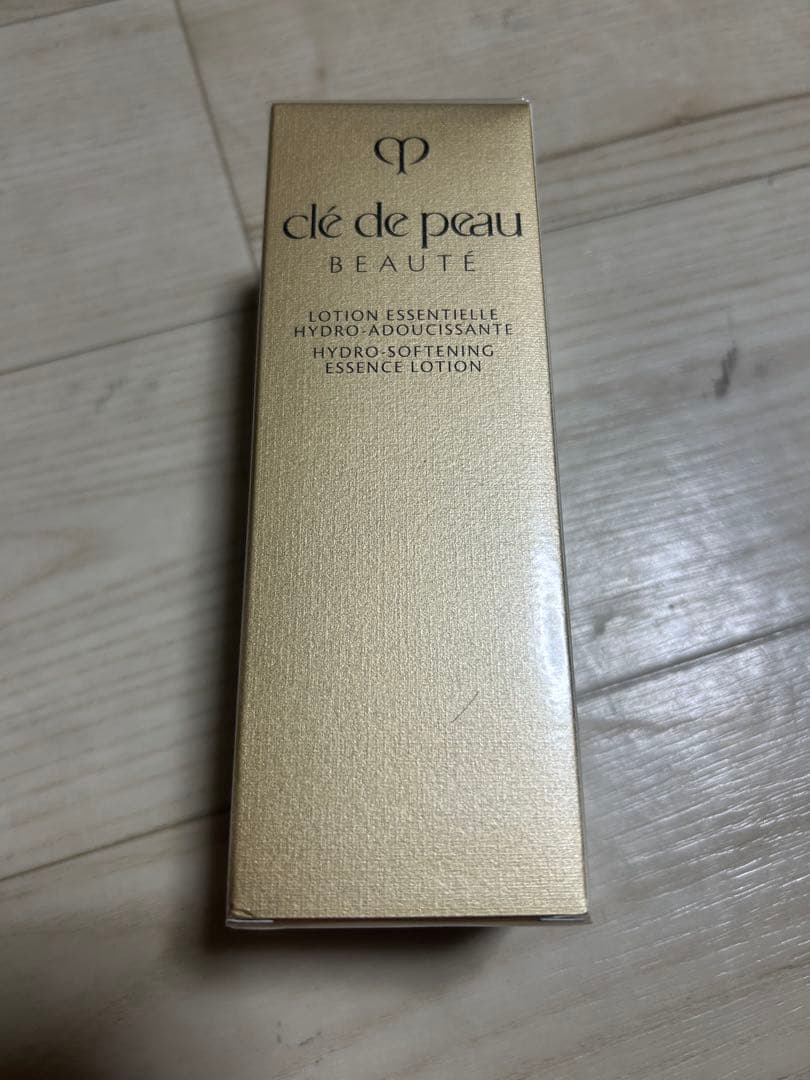 clé de peau
BEAUTÉ
LOTION ESSENTIELLE
HYDRO-ADOUCISSANTE
HYDRO-SOFTENING
ESSENCE LOTION